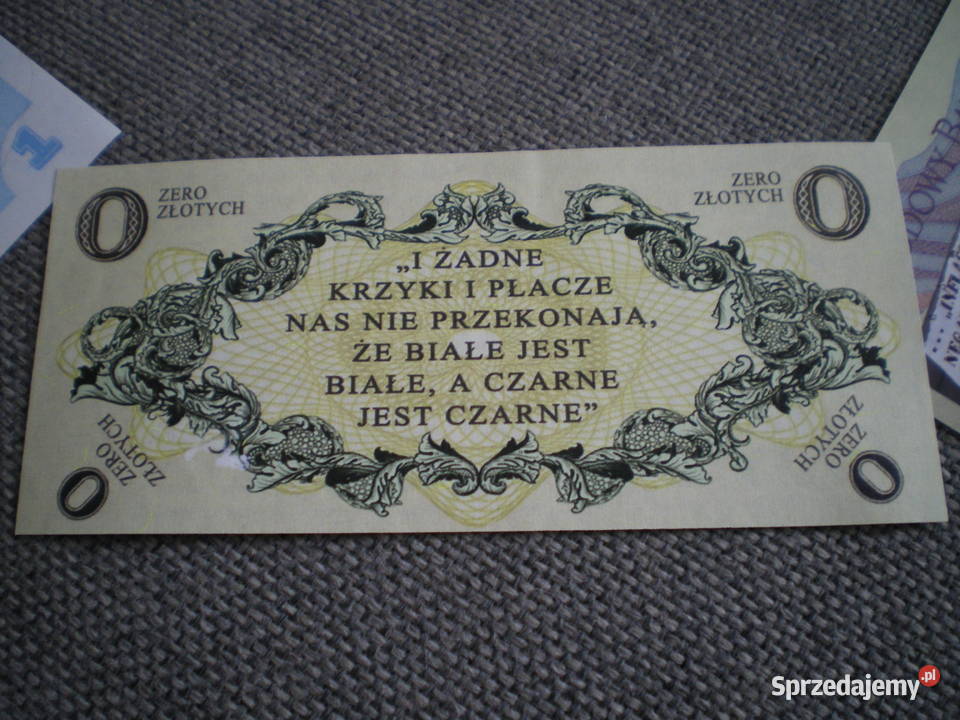 1
0
ZERO
ZŁOTYCH
ZERO
ZŁOTYCH
0
„I ŻADNE
KRZYKI I PŁACZE
NAS NIE PRZEKONAJĄ,
ŻE BIAŁE JEST
BIAŁE, A CZARNE
JEST CZARNE”
0
ZERO
ZŁOTYCH
ZERO
ZŁOTYCH
0
Sprzedajemy.pl